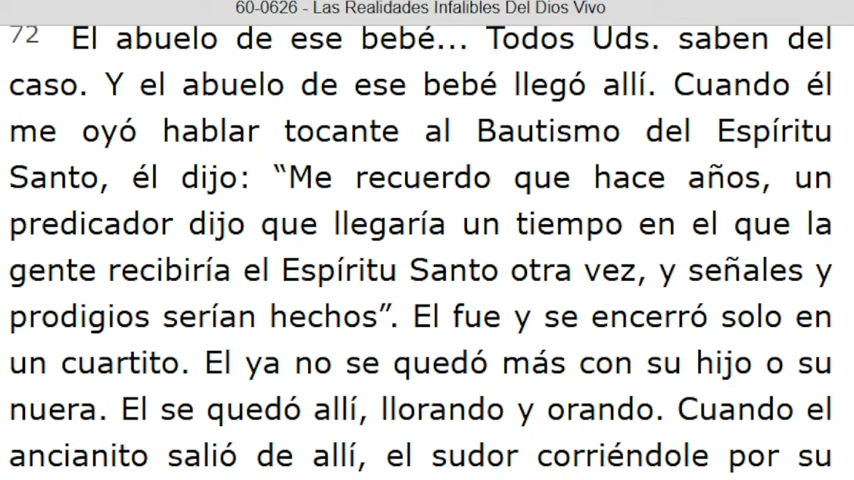 60-0626 - Las Realidades Infalibles Del Dios Vivo
72 El abuelo de ese bebé... Todos Uds. saben del
caso. Y el abuelo de ese bebé llegó allí. Cuando él
me oyó hablar tocante al Bautismo del Espíritu
Santo, él dijo: “Me recuerdo que hace años, un
predicador dijo que llegaría un tiempo en el que la
gente recibiría el Espíritu Santo otra vez, y señales y
prodigios serían hechos”. El fue y se encerró solo en
un cuartito. El ya no se quedó más con su hijo o su
nuera. El se quedó allí, llorando y orando. Cuando el
ancianito salió de allí, el sudor corriéndole por su